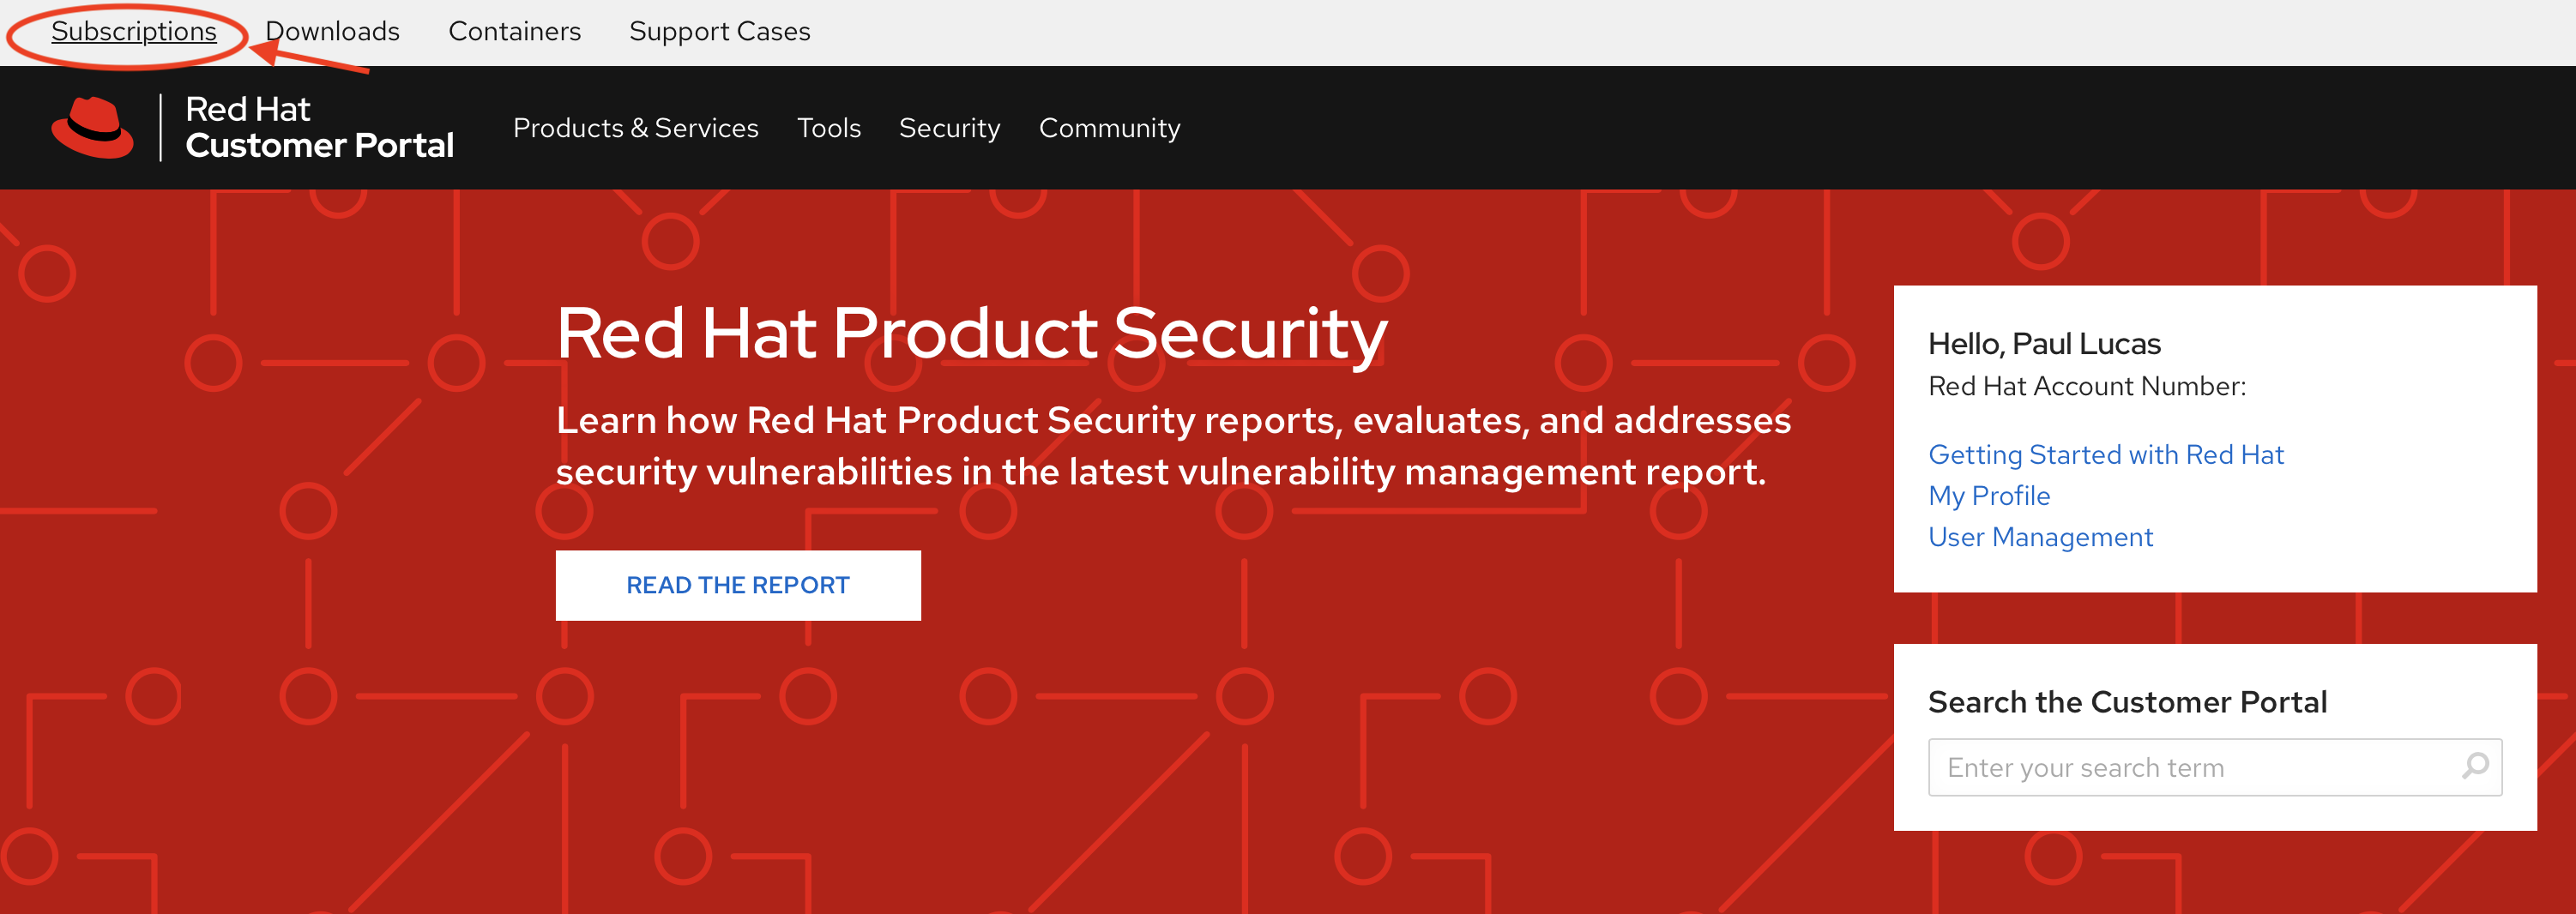 Subscriptions Downloads Containers Support Cases
Red Hat
Customer Portal
Products & Services Tools Security Community
Red Hat Product Security
Learn how Red Hat Product Security reports, evaluates, and addresses
security vulnerabilities in the latest vulnerability management report.
READ THE REPORT
Hello, Paul Lucas
Red Hat Account Number:
Getting Started with Red Hat
My Profile
User Management
Search the Customer Portal
Enter your search term